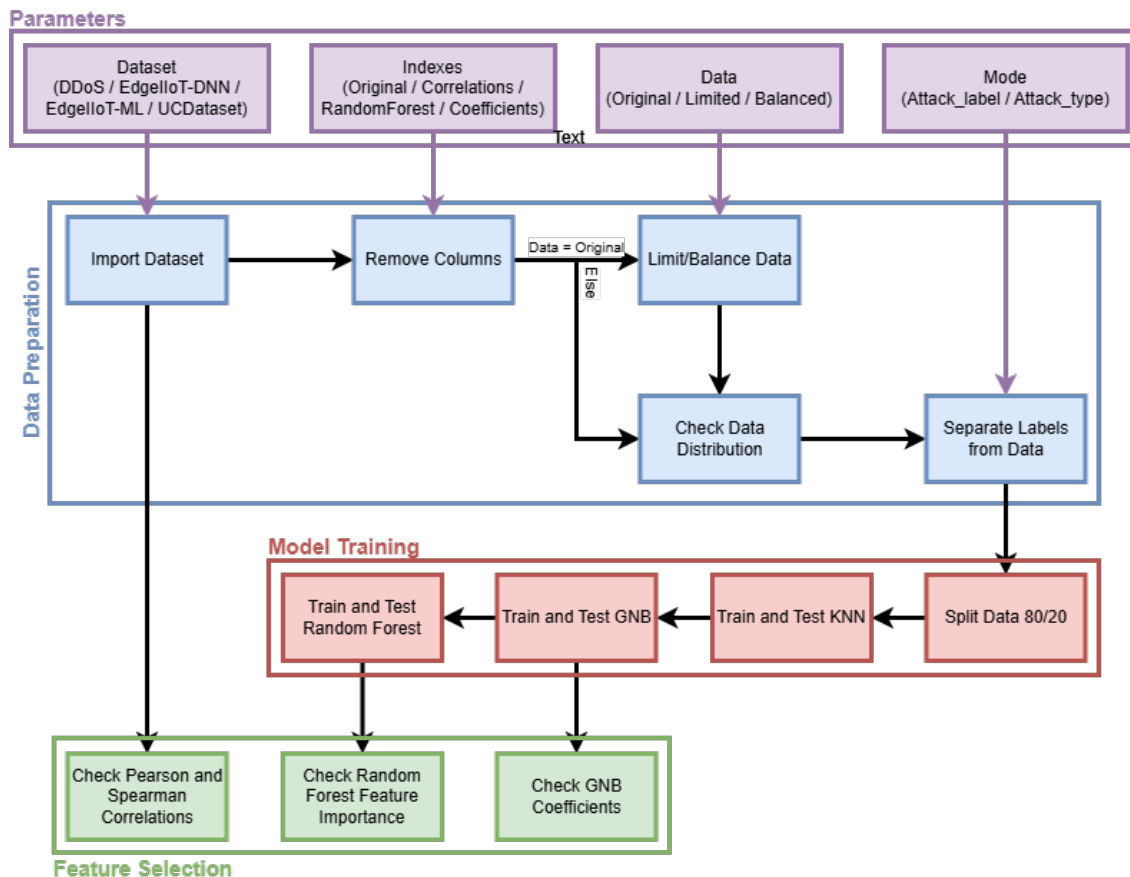 Parameters
Dataset
(DDoS / EdgeIIoT-DNN /
EdgeIIoT-ML / UCDataset)
Indexes
(Original / Correlations /
RandomForest / Coefficients)
Data
(Original / Limited / Balanced)
Mode
(Attack_label / Attack_type)
Text
Data Preparation
Import Dataset
Remove Columns
Data = Original
Else
Limit/Balance Data
Check Data
Distribution
Separate Labels
from Data
Model Training
Train and Test
Random Forest
Train and Test GNB
Train and Test KNN
Split Data 80/20
Check Pearson and
Spearman
Correlations
Check Random
Forest Feature
Importance
Check GNB
Coefficients
Feature Selection